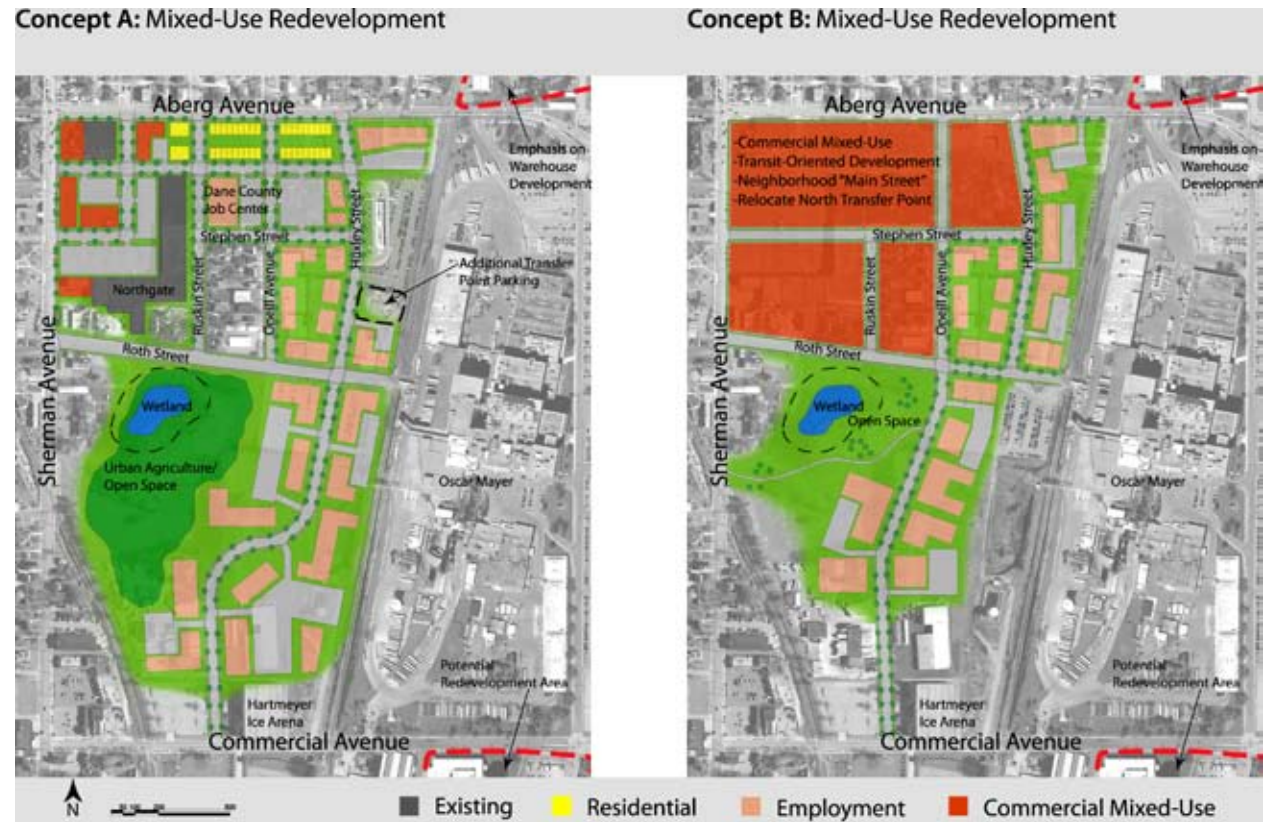 Concept A: Mixed-Use Redevelopment
Concept B: Mixed-Use Redevelopment
Aberg Avenue
Emphasis on
Warehouse
Development
Dane County
Job Center
Stephen Street
Huxley Street
Additional Transfer
Point Parking
Northgate
Ruskin Street
Oneill Avenue
Roth Street
Sherman Avenue
Wetland
Urban Agriculture/
Open Space
Oscar Mayer
Potential
Redevelopment Area
Hartmeyer
Ice Arena
Commercial Avenue
Aberg Avenue
-Commercial Mixed-Use
-Transit-Oriented Development
-Neighborhood "Main Street"
-Relocate North Transfer Point
Emphasis on
Warehouse
Development
Stephen Street
Huxley Street
Ruskin Street
Oneill Avenue
Roth Street
Sherman Avenue
Wetland
Open Space
Oscar Mayer
Potential
Redevelopment Area
Hartmeyer
Ice Arena
Commercial Avenue
N
Existing
Residential
Employment
Commercial Mixed-Use